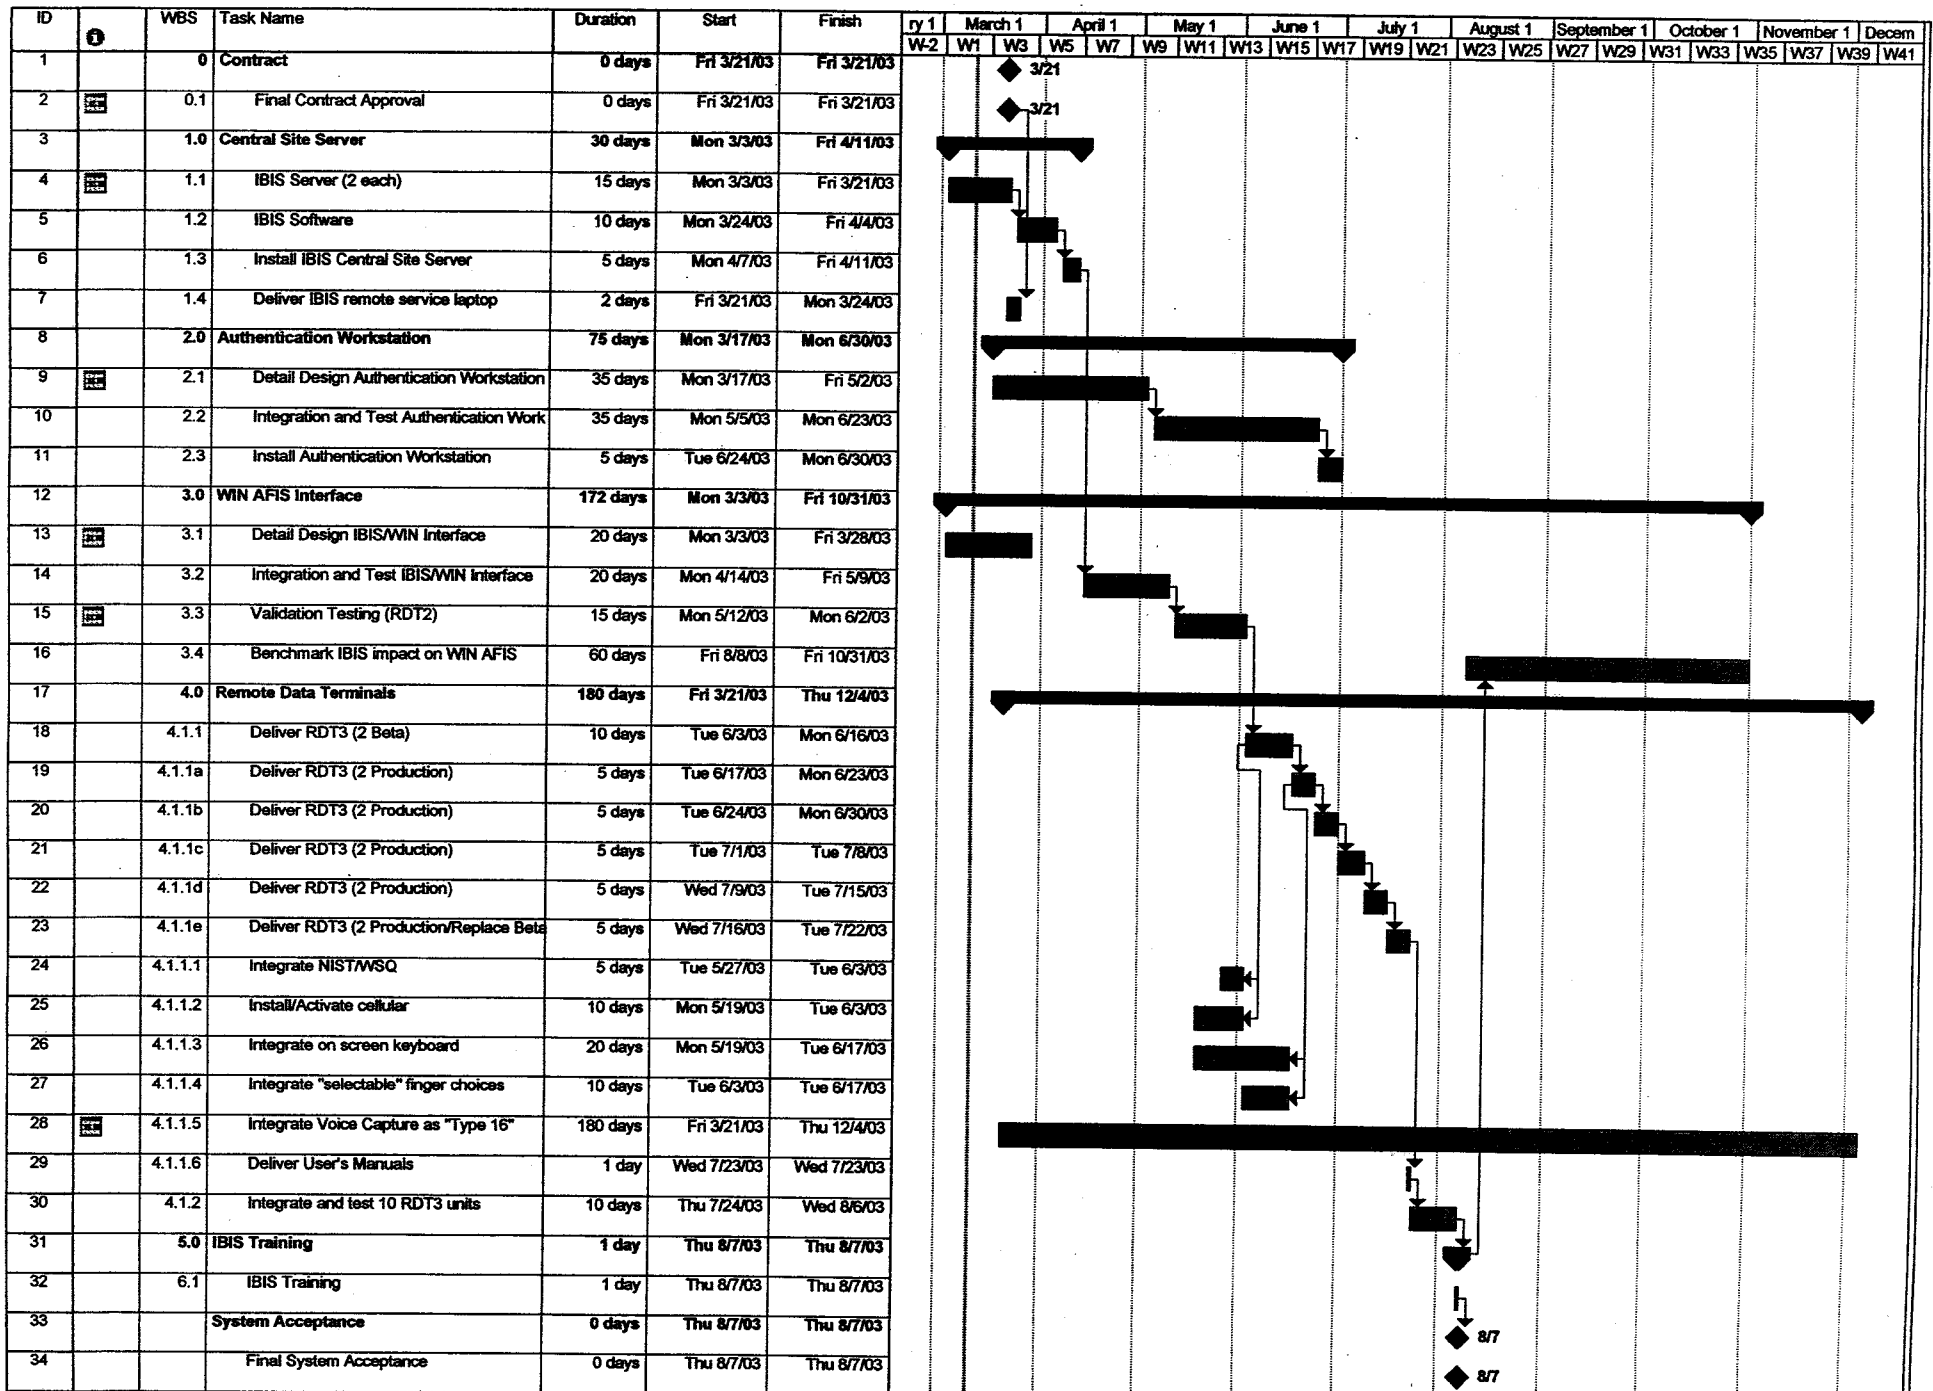 ID WBS Task Name Duration Start Finish ry 1 March 1 April 1 May 1 June 1 July 1 August 1 September 1 October 1 November 1 Decem
W-2 W1 W3 W5 W7 W9 W11 W13 W15 W17 W19 W21 W23 W25 W27 W29 W31 W33 W35 W37 W39 W41
1 0 Contract 0 days Fri 3/21/03 Fri 3/21/03 3/21
2 0.1 Final Contract Approval 0 days Fri 3/21/03 Fri 3/21/03 3/21
3 1.0 Central Site Server 30 days Mon 3/3/03 Fri 4/11/03
4 1.1 IBIS Server (2 each) 15 days Mon 3/3/03 Fri 3/21/03
5 1.2 IBIS Software 10 days Mon 3/24/03 Fri 4/4/03
6 1.3 Install IBIS Central Site Server 5 days Mon 4/7/03 Fri 4/11/03
7 1.4 Deliver IBIS remote service laptop 2 days Fri 3/21/03 Mon 3/24/03
8 2.0 Authentication Workstation 75 days Mon 3/17/03 Mon 6/30/03
9 2.1 Detail Design Authentication Workstation 35 days Mon 3/17/03 Fri 5/2/03
10 2.2 Integration and Test Authentication Work 35 days Mon 5/5/03 Mon 6/23/03
11 2.3 Install Authentication Workstation 5 days Tue 6/24/03 Mon 6/30/03
12 3.0 WIN AFIS Interface 172 days Mon 3/3/03 Fri 10/31/03
13 3.1 Detail Design IBIS/WIN Interface 20 days Mon 3/3/03 Fri 3/28/03
14 3.2 Integration and Test IBIS/WIN Interface 20 days Mon 4/14/03 Fri 5/9/03
15 3.3 Validation Testing (RDT2) 15 days Mon 5/12/03 Mon 6/2/03
16 3.4 Benchmark IBIS impact on WIN AFIS 60 days Fri 8/8/03 Fri 10/31/03
17 4.0 Remote Data Terminals 180 days Fri 3/21/03 Thu 12/4/03
18 4.1.1 Deliver RDT3 (2 Beta) 10 days Tue 6/3/03 Mon 6/16/03
19 4.1.1a Deliver RDT3 (2 Production) 5 days Tue 6/17/03 Mon 6/23/03
20 4.1.1b Deliver RDT3 (2 Production) 5 days Tue 6/24/03 Mon 6/30/03
21 4.1.1c Deliver RDT3 (2 Production) 5 days Tue 7/1/03 Tue 7/8/03
22 4.1.1d Deliver RDT3 (2 Production) 5 days Wed 7/9/03 Tue 7/15/03
23 4.1.1e Deliver RDT3 (2 Production/Replace Beta 5 days Wed 7/16/03 Tue 7/22/03
24 4.1.1.1 Integrate NIST/WSQ 5 days Tue 5/27/03 Tue 6/3/03
25 4.1.1.2 Install/Activate cellular 10 days Mon 5/19/03 Tue 6/3/03
26 4.1.1.3 Integrate on screen keyboard 20 days Mon 5/19/03 Tue 6/17/03
27 4.1.1.4 Integrate "selectable" finger choices 10 days Tue 6/3/03 Tue 6/17/03
28 4.1.1.5 Integrate Voice Capture as "Type 16" 180 days Fri 3/21/03 Thu 12/4/03
29 4.1.1.6 Deliver User's Manuals 1 day Wed 7/23/03 Wed 7/23/03
30 4.1.2 Integrate and test 10 RDT3 units 10 days Thu 7/24/03 Wed 8/6/03
31 5.0 IBIS Training 1 day Thu 8/7/03 Thu 8/7/03
32 6.1 IBIS Training 1 day Thu 8/7/03 Thu 8/7/03
33 System Acceptance 0 days Thu 8/7/03 Thu 8/7/03 8/7
34 Final System Acceptance 0 days Thu 8/7/03 Thu 8/7/03 8/7